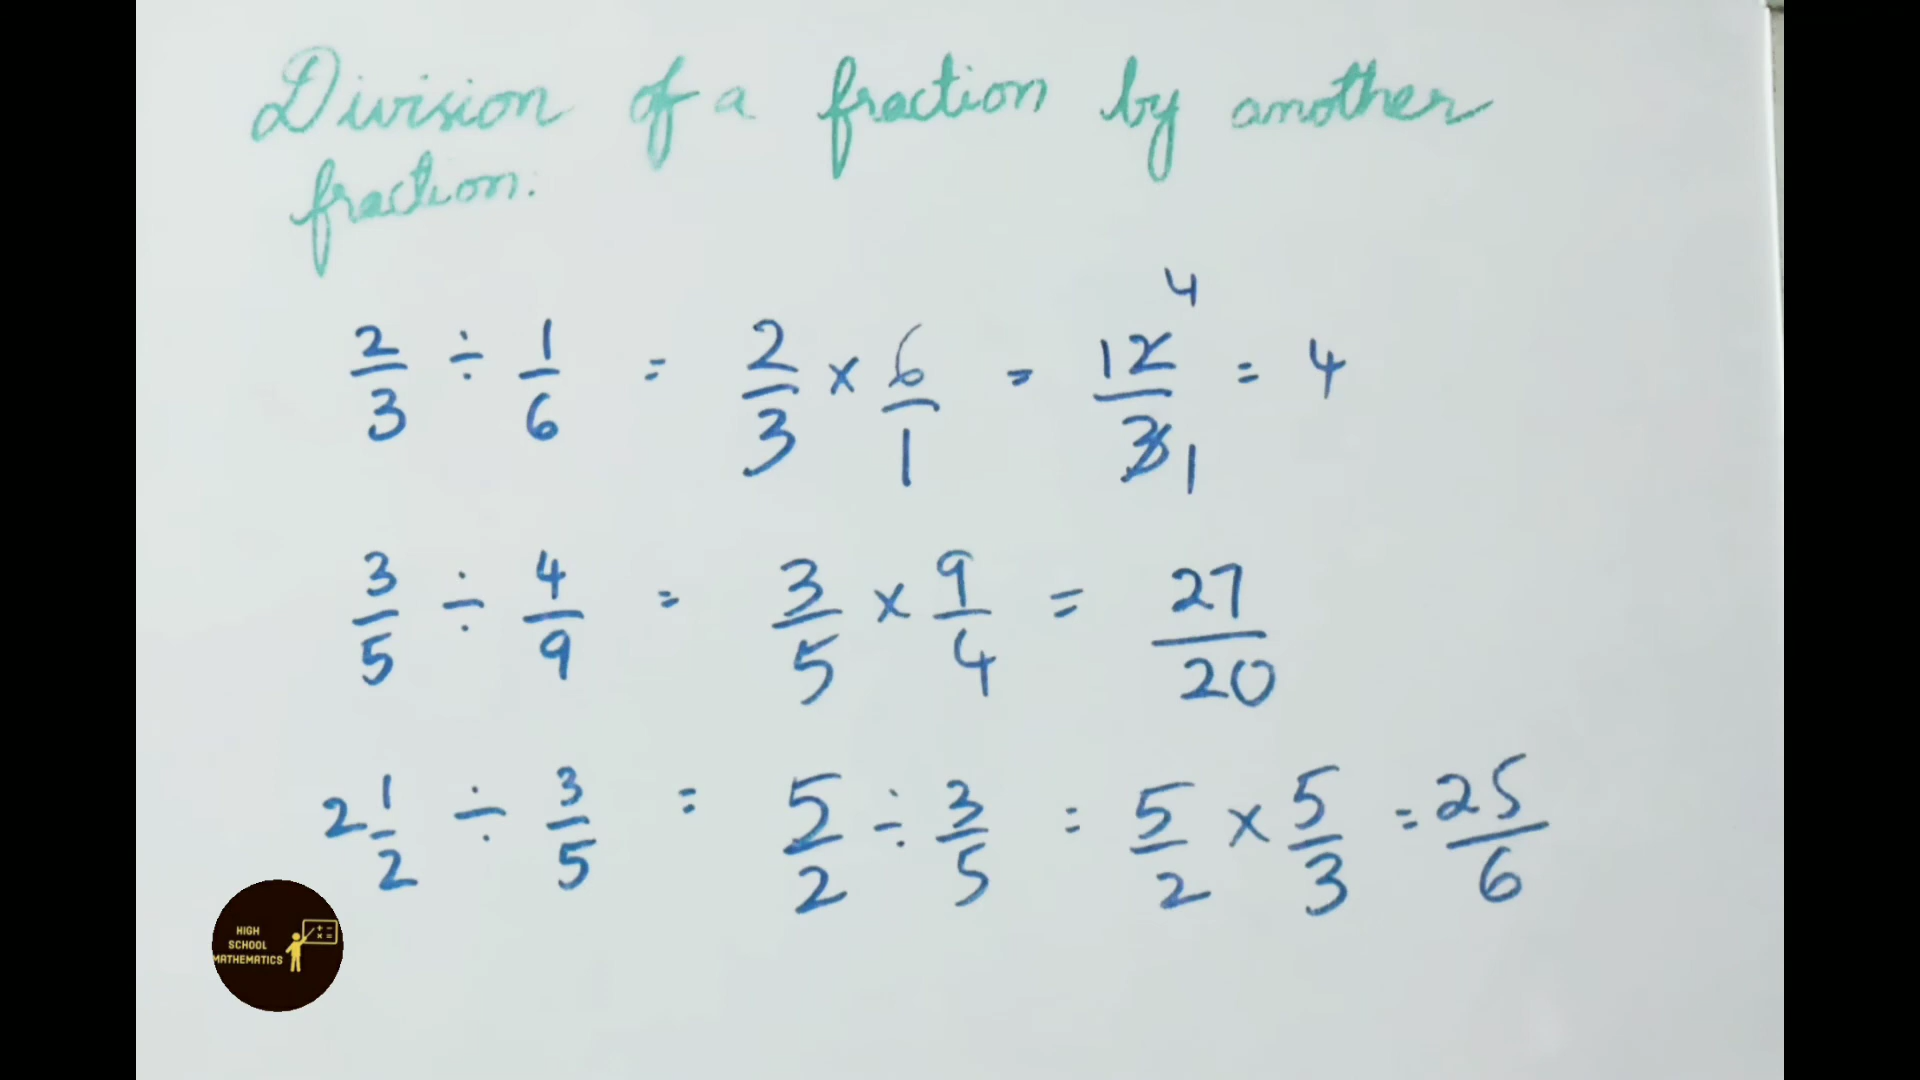 Division of a fraction by another
fraction.
2/3 ÷ 1/6 = 2/3 × 6/1 = 12/3 4 1 = 4
3/5 ÷ 4/9 = 3/5 × 9/4 = 27/20
2 1/2 ÷ 3/5 = 5/2 ÷ 3/5 = 5/2 × 5/3 = 25/6
HIGH
SCHOOL
MATHEMATICS